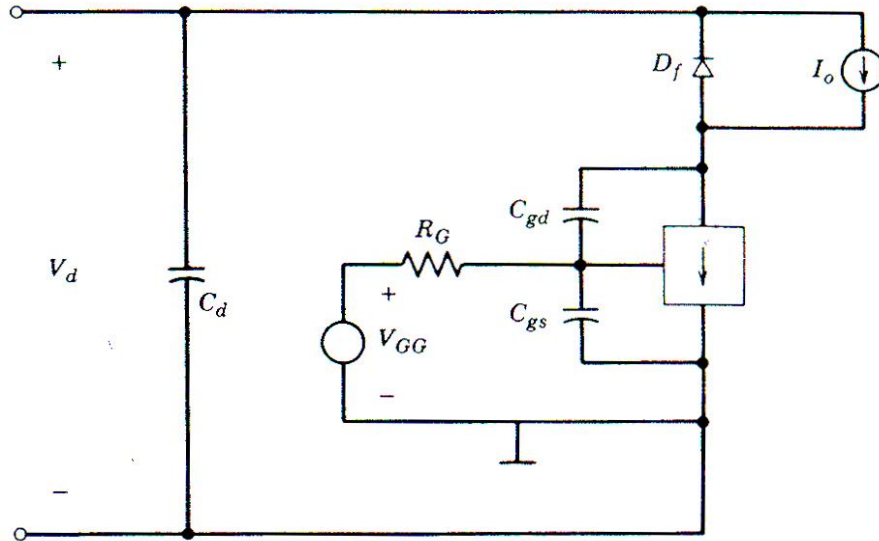 +
D_f
I_o
C_gd
R_G
V_d
C_d
+
V_GG
C_gs
−
−